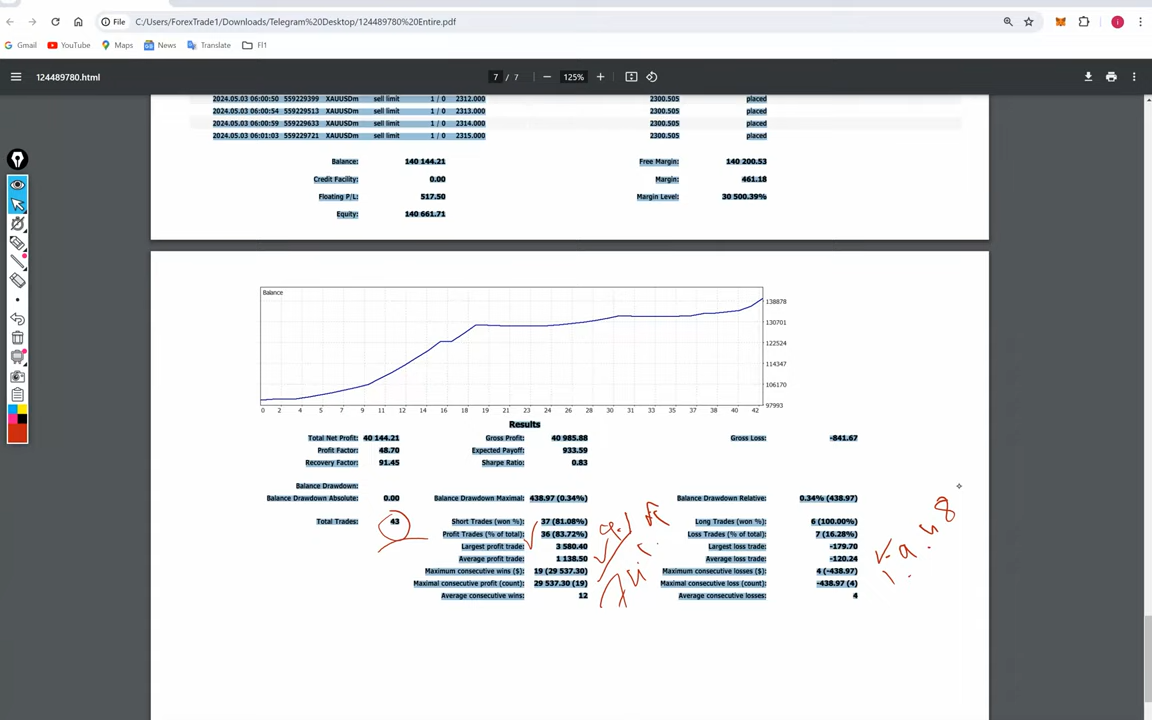 File C:/Users/ForexTrade1/Downloads/Telegram%20Desktop/124489780%20Entire.pdf
Gmail YouTube Maps News Translate FI1
124489780.html 7 / 7 125%
2024.05.03 06:00:50 559229399 XAUUSDm sell limit 1 / 0 2312.000 2300.505 placed
2024.05.03 06:00:54 559229513 XAUUSDm sell limit 1 / 0 2313.000 2300.505 placed
2024.05.03 06:00:59 559229633 XAUUSDm sell limit 1 / 0 2314.000 2300.505 placed
2024.05.03 06:01:03 559229721 XAUUSDm sell limit 1 / 0 2315.000 2300.505 placed
Balance: 140 144.21 Free Margin: 140 200.53
Credit Facility: 0.00 Margin: 461.18
Floating P/L: 517.50 Margin Level: 30 500.39%
Equity: 140 661.71
Balance
138878
130701
122524
114347
106170
97993
0 2 4 5 7 9 11 12 14 16 18 19 21 23 24 26 28 30 31 33 35 37 38 40 42
Results
Total Net Profit: 40 144.21 Gross Profit: 40 985.88 Gross Loss: -841.67
Profit Factor: 48.70 Expected Payoff: 933.59
Recovery Factor: 91.45 Sharpe Ratio: 0.83
Balance Drawdown:
Balance Drawdown Absolute: 0.00 Balance Drawdown Maximal: 438.97 (0.34%) Balance Drawdown Relative: 0.34% (438.97)
Total Trades: 43 Short Trades (won %): 37 (81.08%) Long Trades (won %): 6 (100.00%)
Profit Trades (% of total): 36 (83.72%) Loss Trades (% of total): 7 (16.28%)
Largest profit trade: 3 580.40 Largest loss trade: -179.70
Average profit trade: 1 138.50 Average loss trade: -120.24
Maximum consecutive wins ($): 19 (29 537.30) Maximum consecutive losses ($): 4 (-438.97)
Maximal consecutive profit (count): 29 537.30 (19) Maximal consecutive loss (count): -438.97 (4)
Average consecutive wins: 12 Average consecutive losses: 4